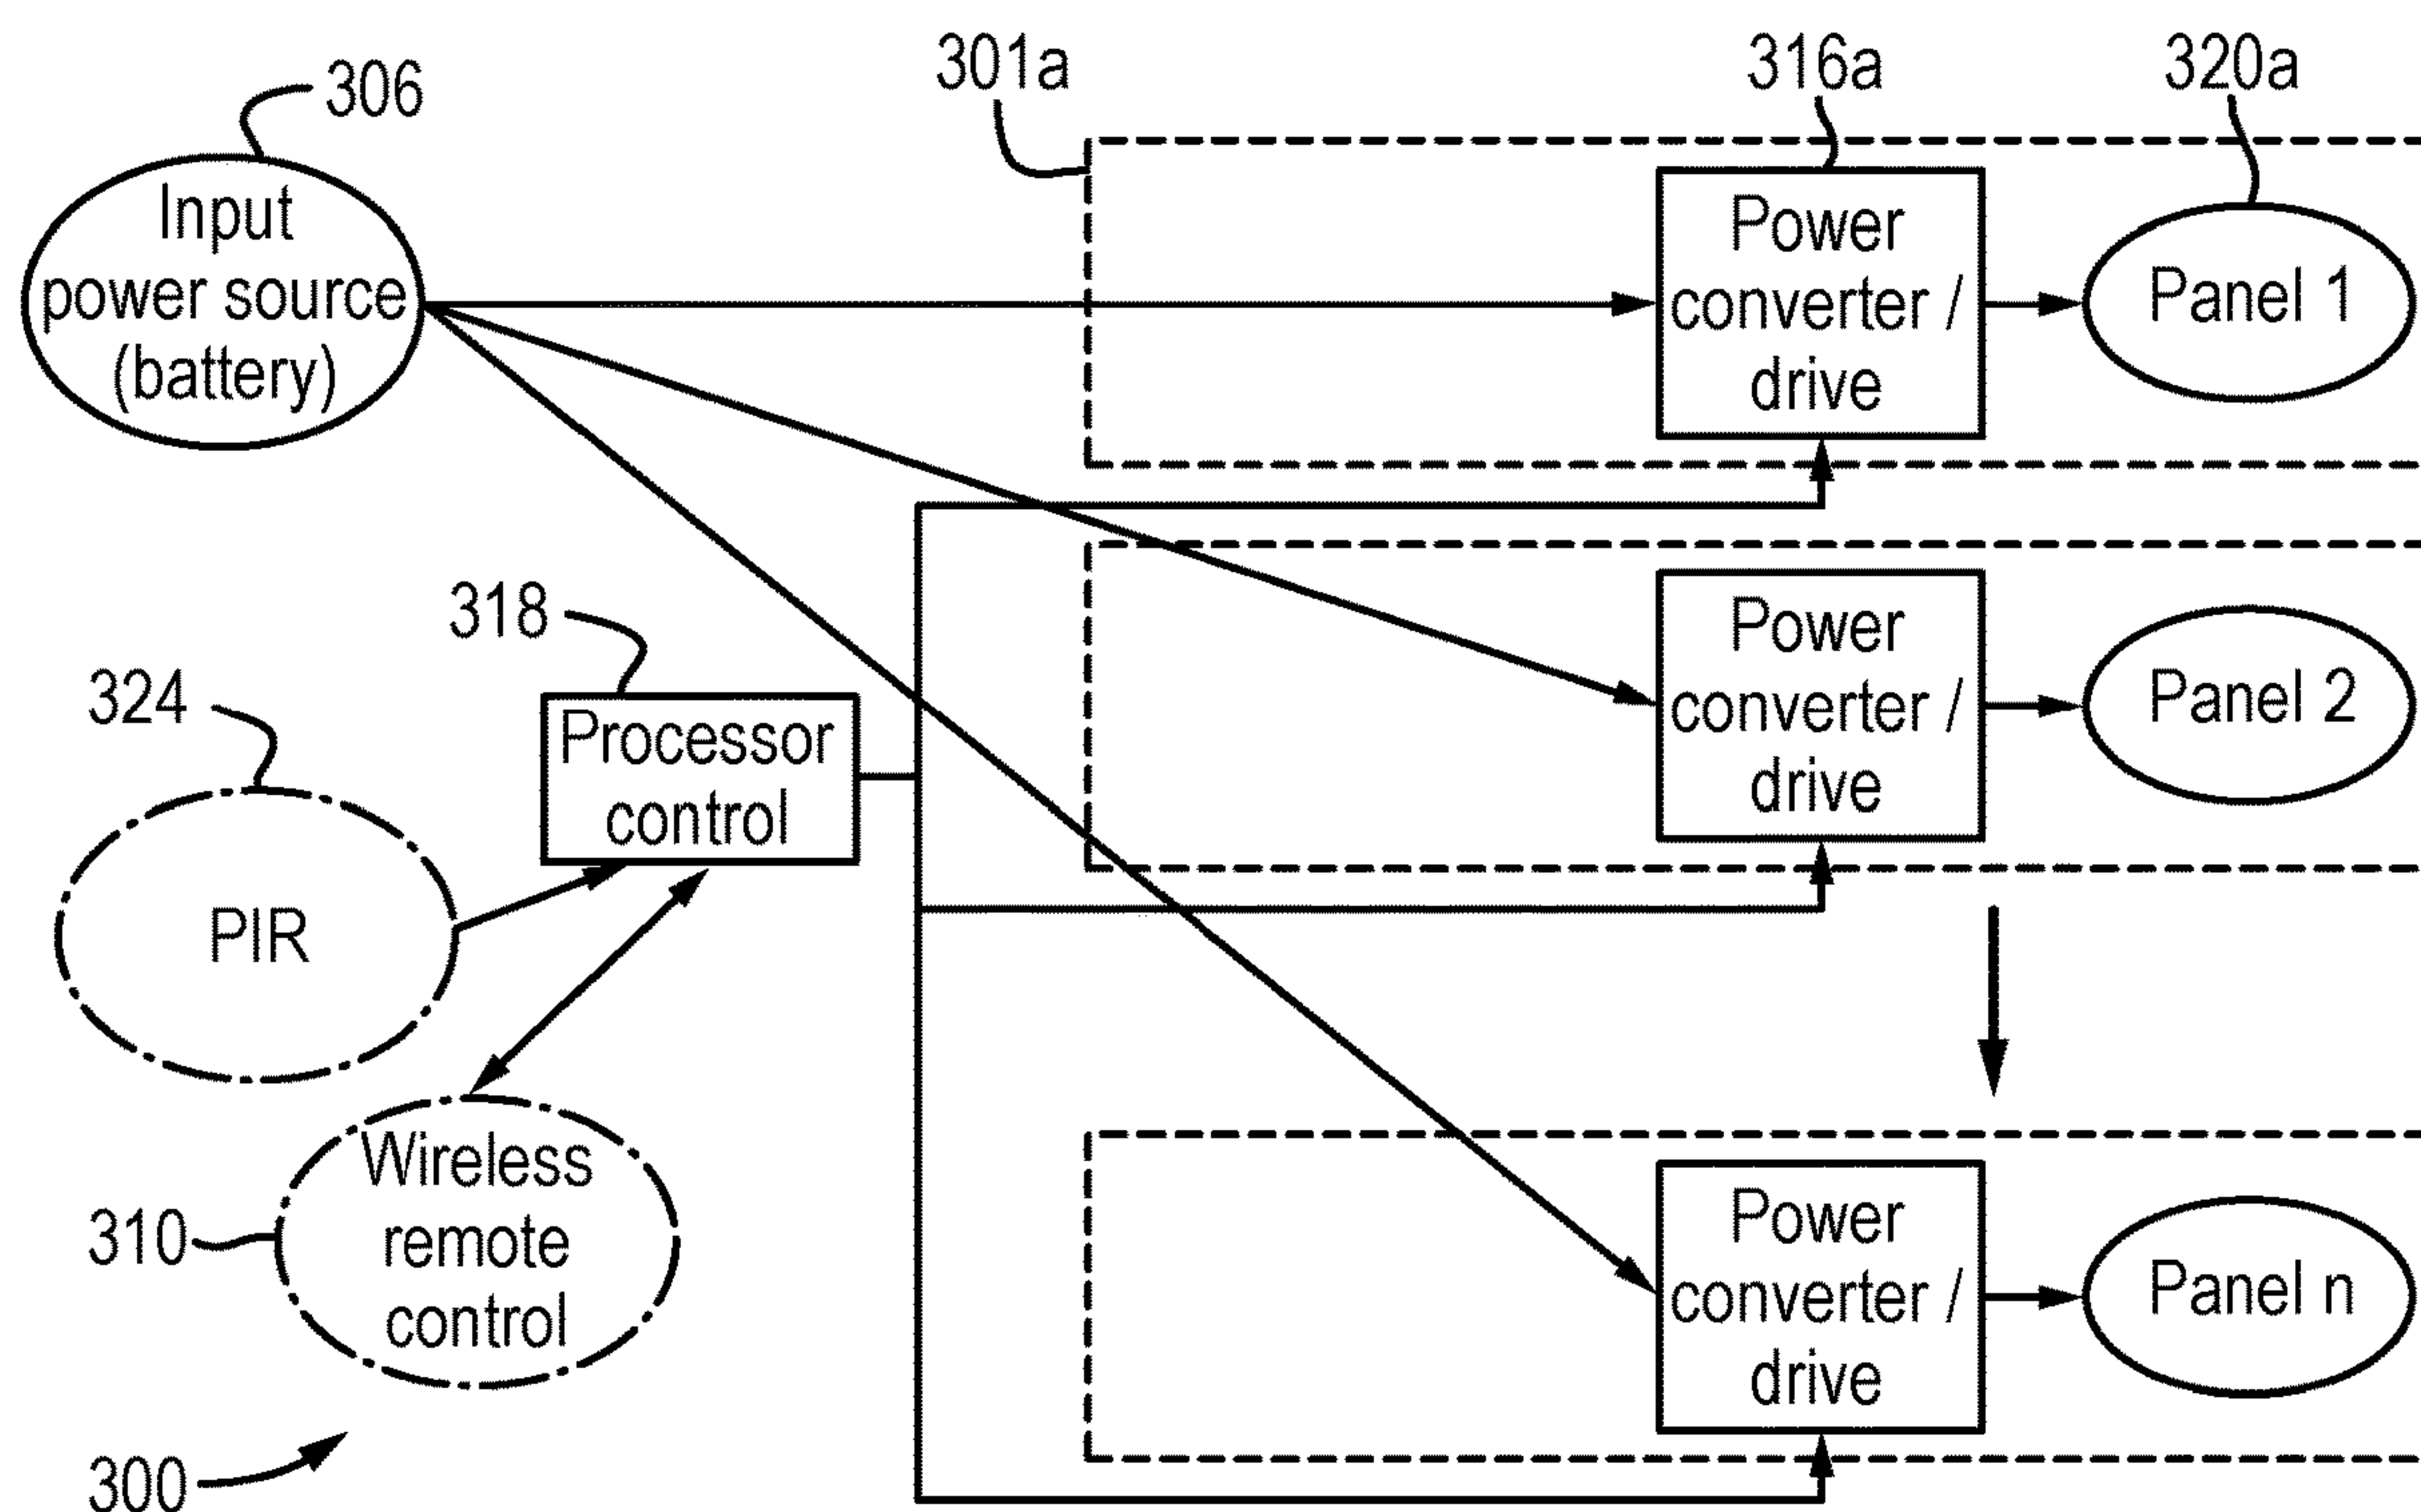 301a
316a
320a
306
Input
power source
(battery)
Power
converter /
drive
Panel 1
318
Processor
control
Power
converter /
drive
Panel 2
324
PIR
Wireless
remote
control
310
Power
converter /
drive
Panel n
300